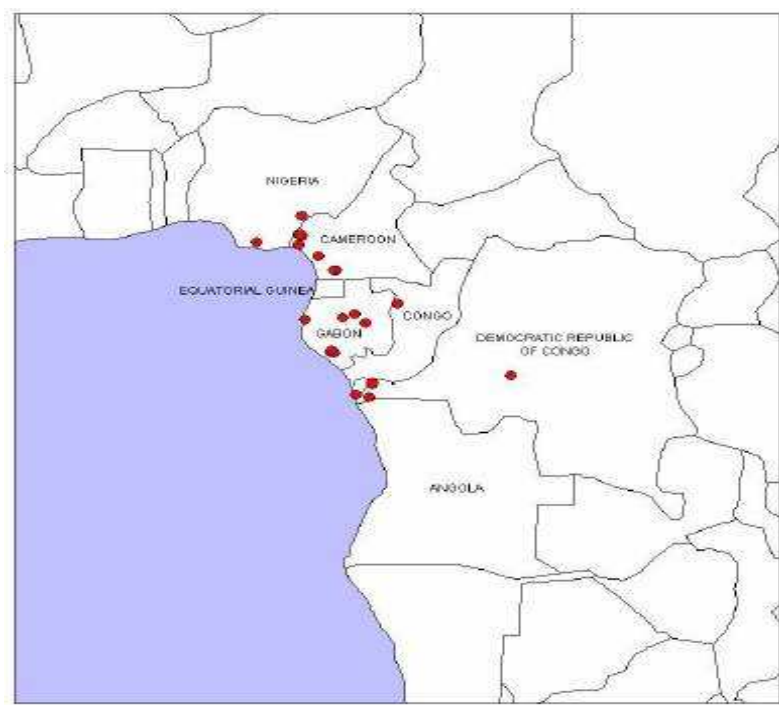 NIGERIA
CAMEROON
EQUATORIAL GUINEA
CONGO
GABON
DEMOCRATIC REPUBLIC
OF CONGO
ANGOLA